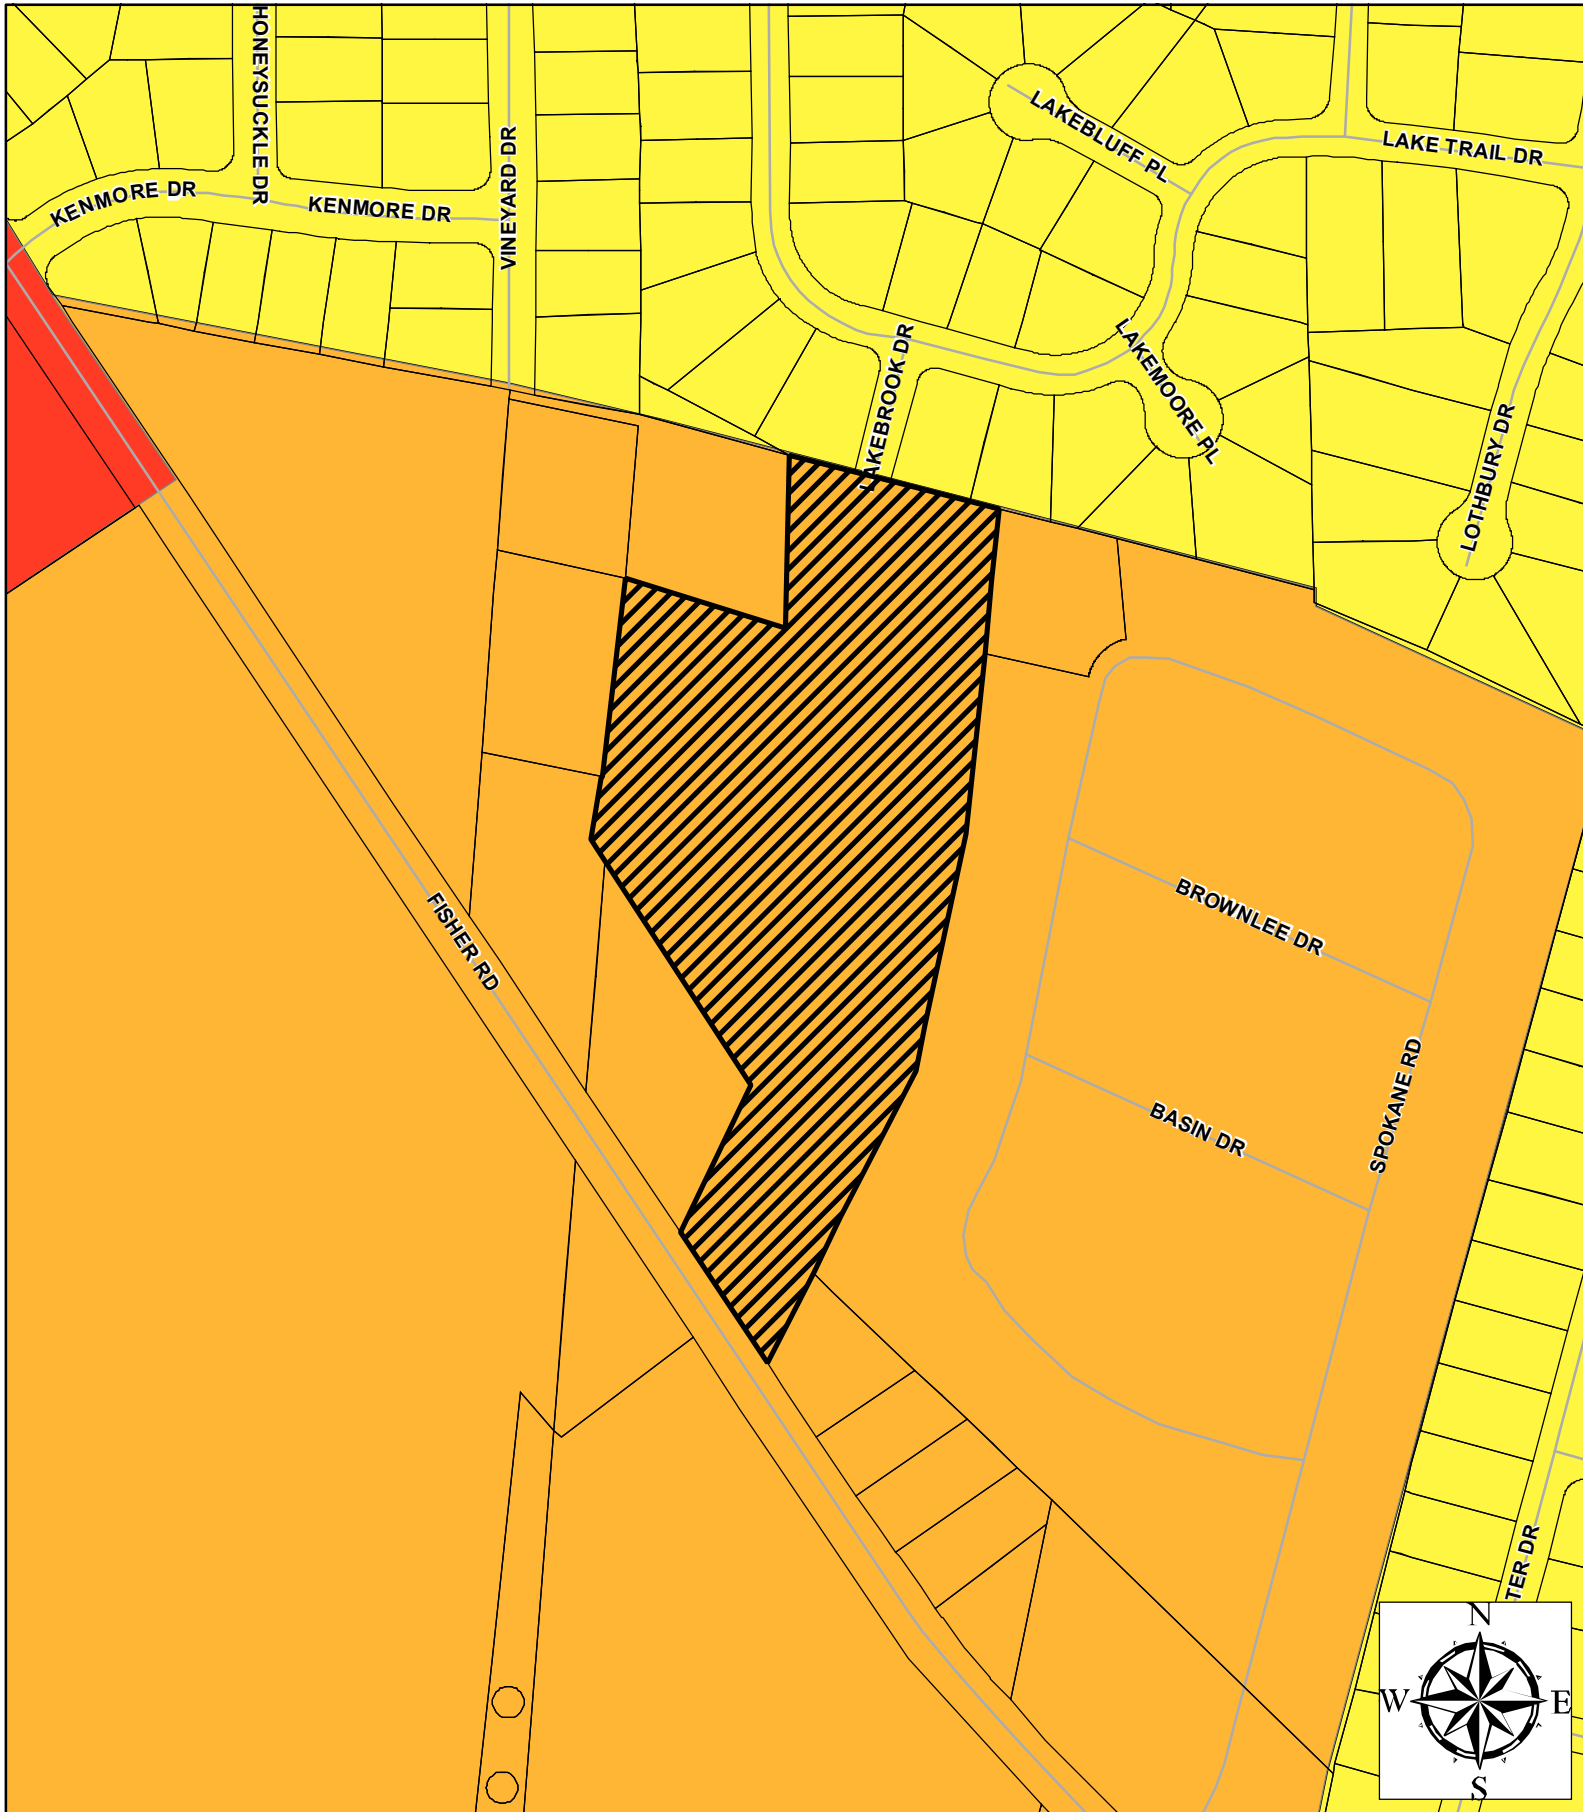 HONEYSUCKLE DR
KENMORE DR
KENMORE DR
VINEYARD DR
LAKEBLUFF PL
LAKE TRAIL DR
LAKEBROOK DR
LAKEMOORE PL
LOTHBURY DR
FISHER RD
BROWNLEE DR
BASIN DR
SPOKANE RD
TER DR
N
W
E
S